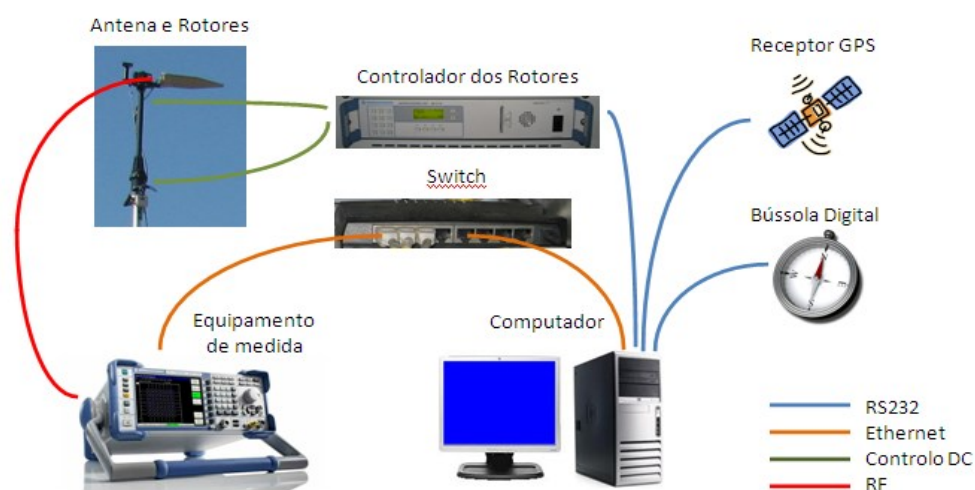 Antena e Rotores
Receptor GPS
Controlador dos Rotores
Switch
Bússola Digital
Equipamento
de medida
Computador
RS232
Ethernet
Controlo DC
RF